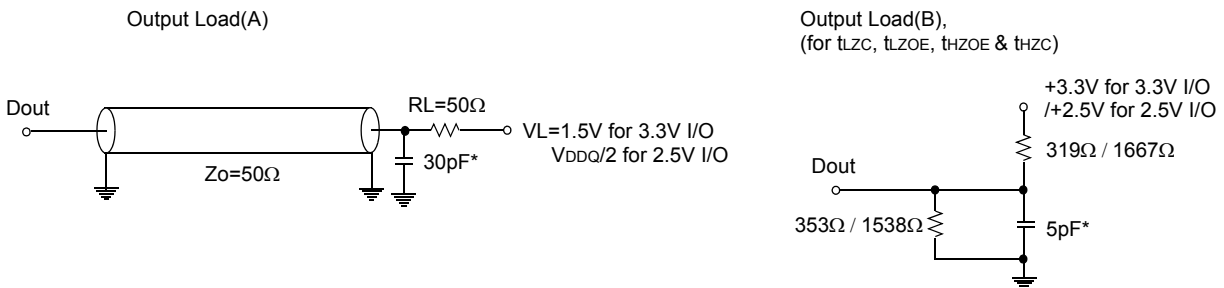 Output Load(A)
Dout
Zo=50Ω
RL=50Ω
30pF*
VL=1.5V for 3.3V I/O
VDDQ/2 for 2.5V I/O
Output Load(B),
(for tLZC, tLZOE, tHZOE & tHZC)
+3.3V for 3.3V I/O
/+2.5V for 2.5V I/O
319Ω / 1667Ω
Dout
353Ω / 1538Ω
5pF*